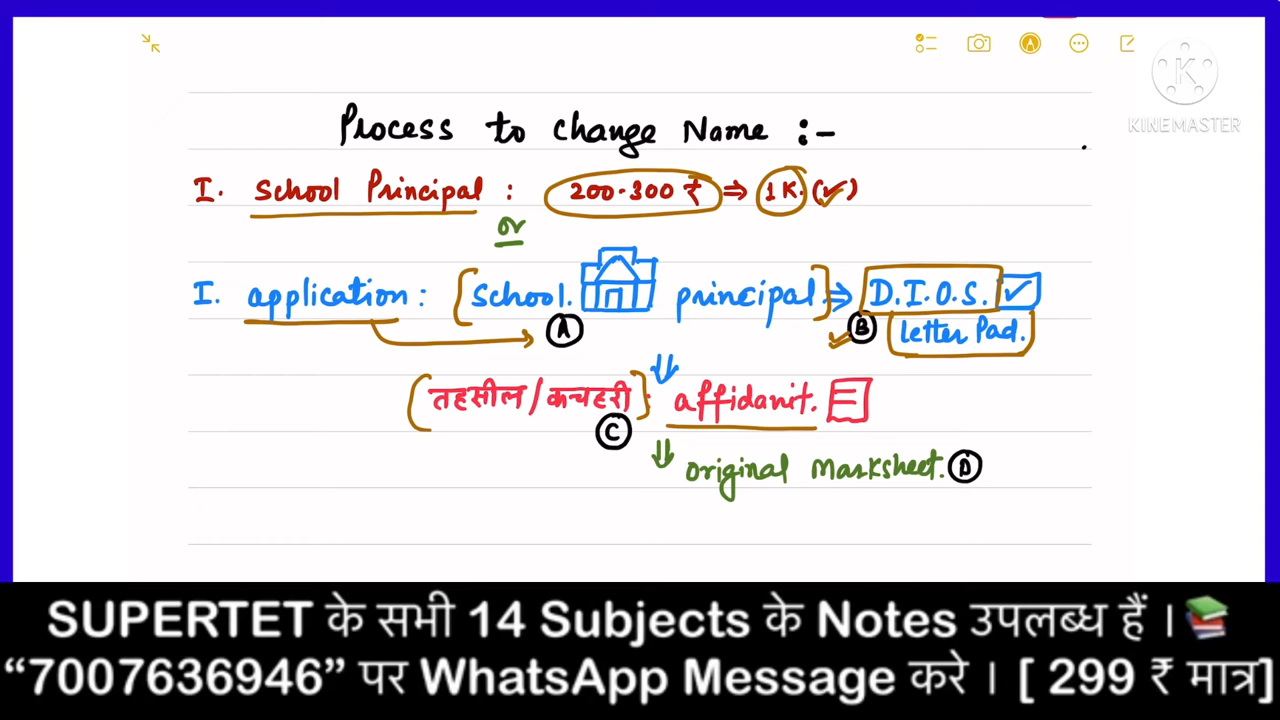 KINEMASTER
Process to change Name :-
I. School Principal : 200-300 ₹ ⇒ 1K. (✓)
or
I. application : [School. principal] ⇒ D.I.O.S. ✓
A B Letter Pad.
[तहसील/कचहरी] : affidanit.
C
original Marksheet. D
SUPERTET के सभी 14 Subjects के Notes उपलब्ध हैं ।📚
“7007636946” पर WhatsApp Message करे । [ 299 ₹ मात्र]